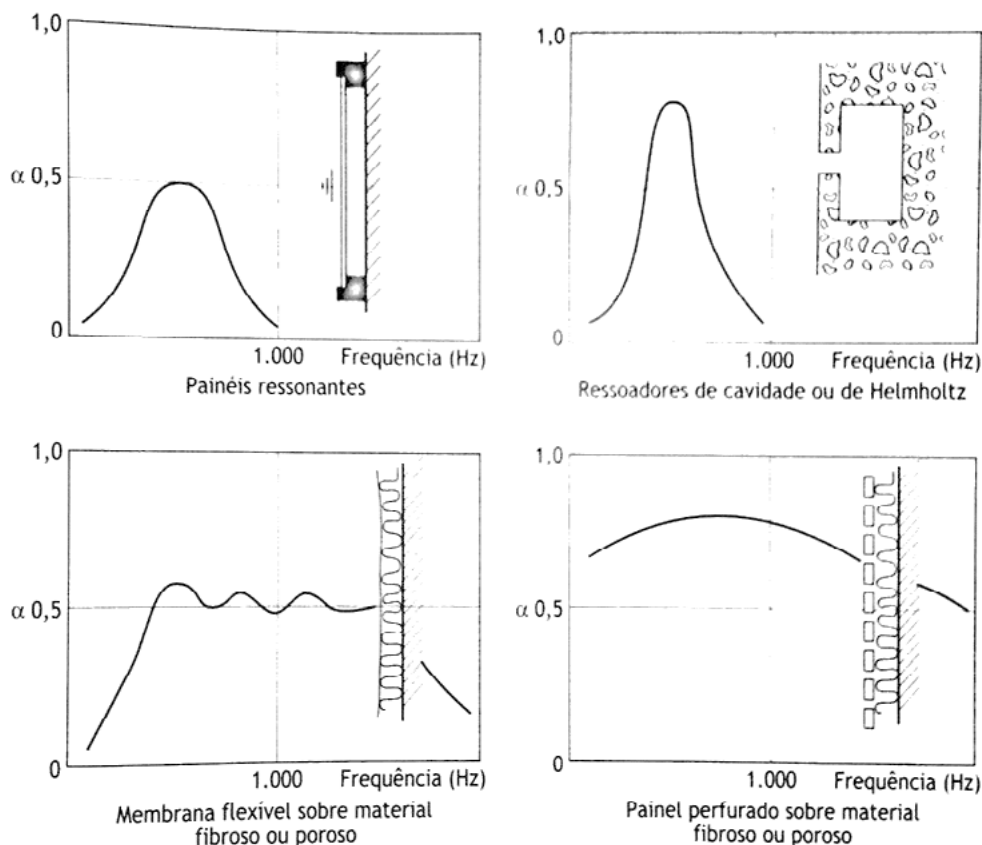 1,0
α 0,5
0
1.000 Frequência (Hz)
Painéis ressonantes
1,0
α 0,5
0
1.000 Frequência (Hz)
Ressoadores de cavidade ou de Helmholtz
1,0
α 0,5
0
1.000 Frequência (Hz)
Membrana flexível sobre material
fibroso ou poroso
1,0
α 0,5
0
1.000 Frequência (Hz)
Painel perfurado sobre material
fibroso ou poroso